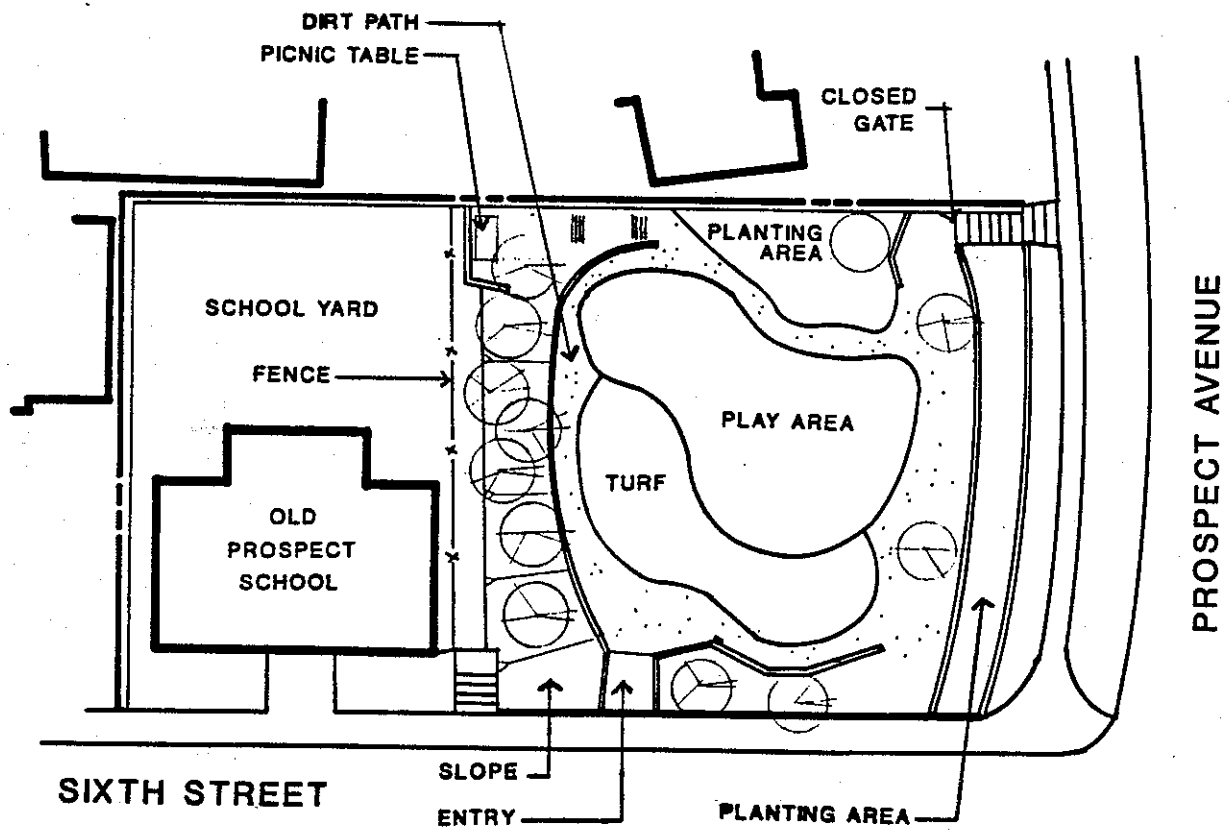 DIRT PATH
PICNIC TABLE
CLOSED
GATE
PLANTING
AREA
SCHOOL YARD
FENCE
PLAY AREA
TURF
OLD
PROSPECT
SCHOOL
PROSPECT AVENUE
SLOPE
SIXTH STREET
ENTRY
PLANTING AREA